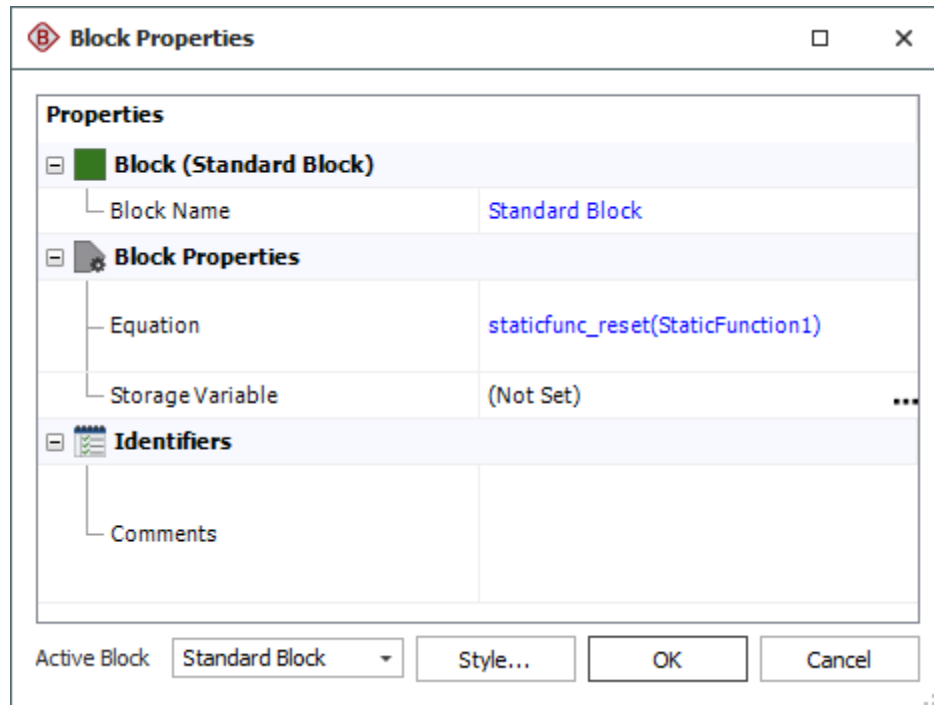 B Block Properties
Properties
Block (Standard Block)
Block Name Standard Block
Block Properties
Equation staticfunc_reset(StaticFunction1)
Storage Variable (Not Set) ...
Identifiers
Comments
Active Block Standard Block Style... OK Cancel